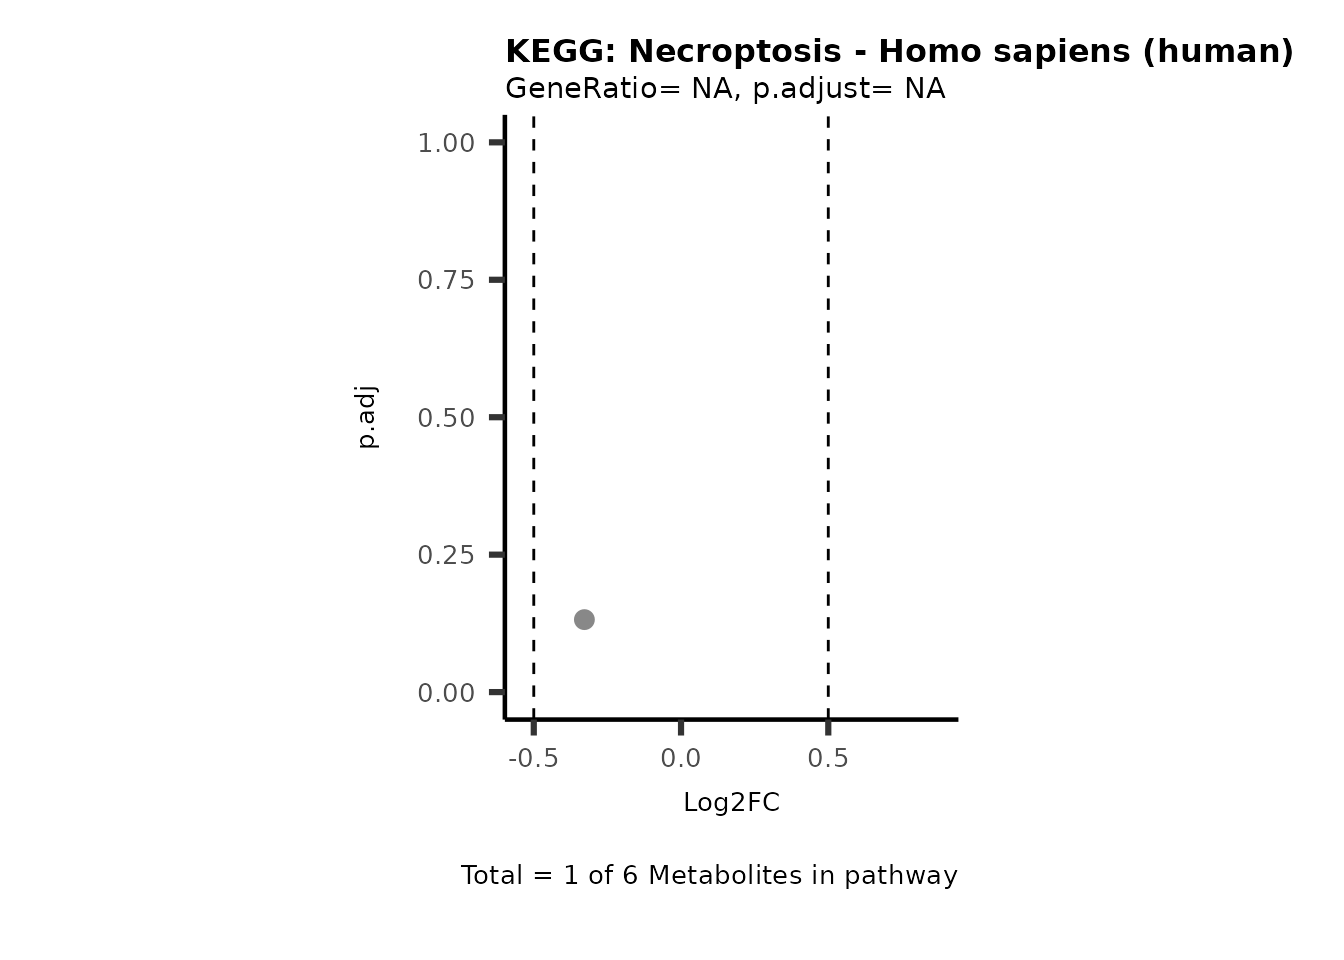 KEGG: Necroptosis - Homo sapiens (human)
GeneRatio= NA, p.adjust= NA
1.00
0.75
0.50
0.25
0.00
p.adj
-0.5 0.0 0.5
Log2FC
Total = 1 of 6 Metabolites in pathway